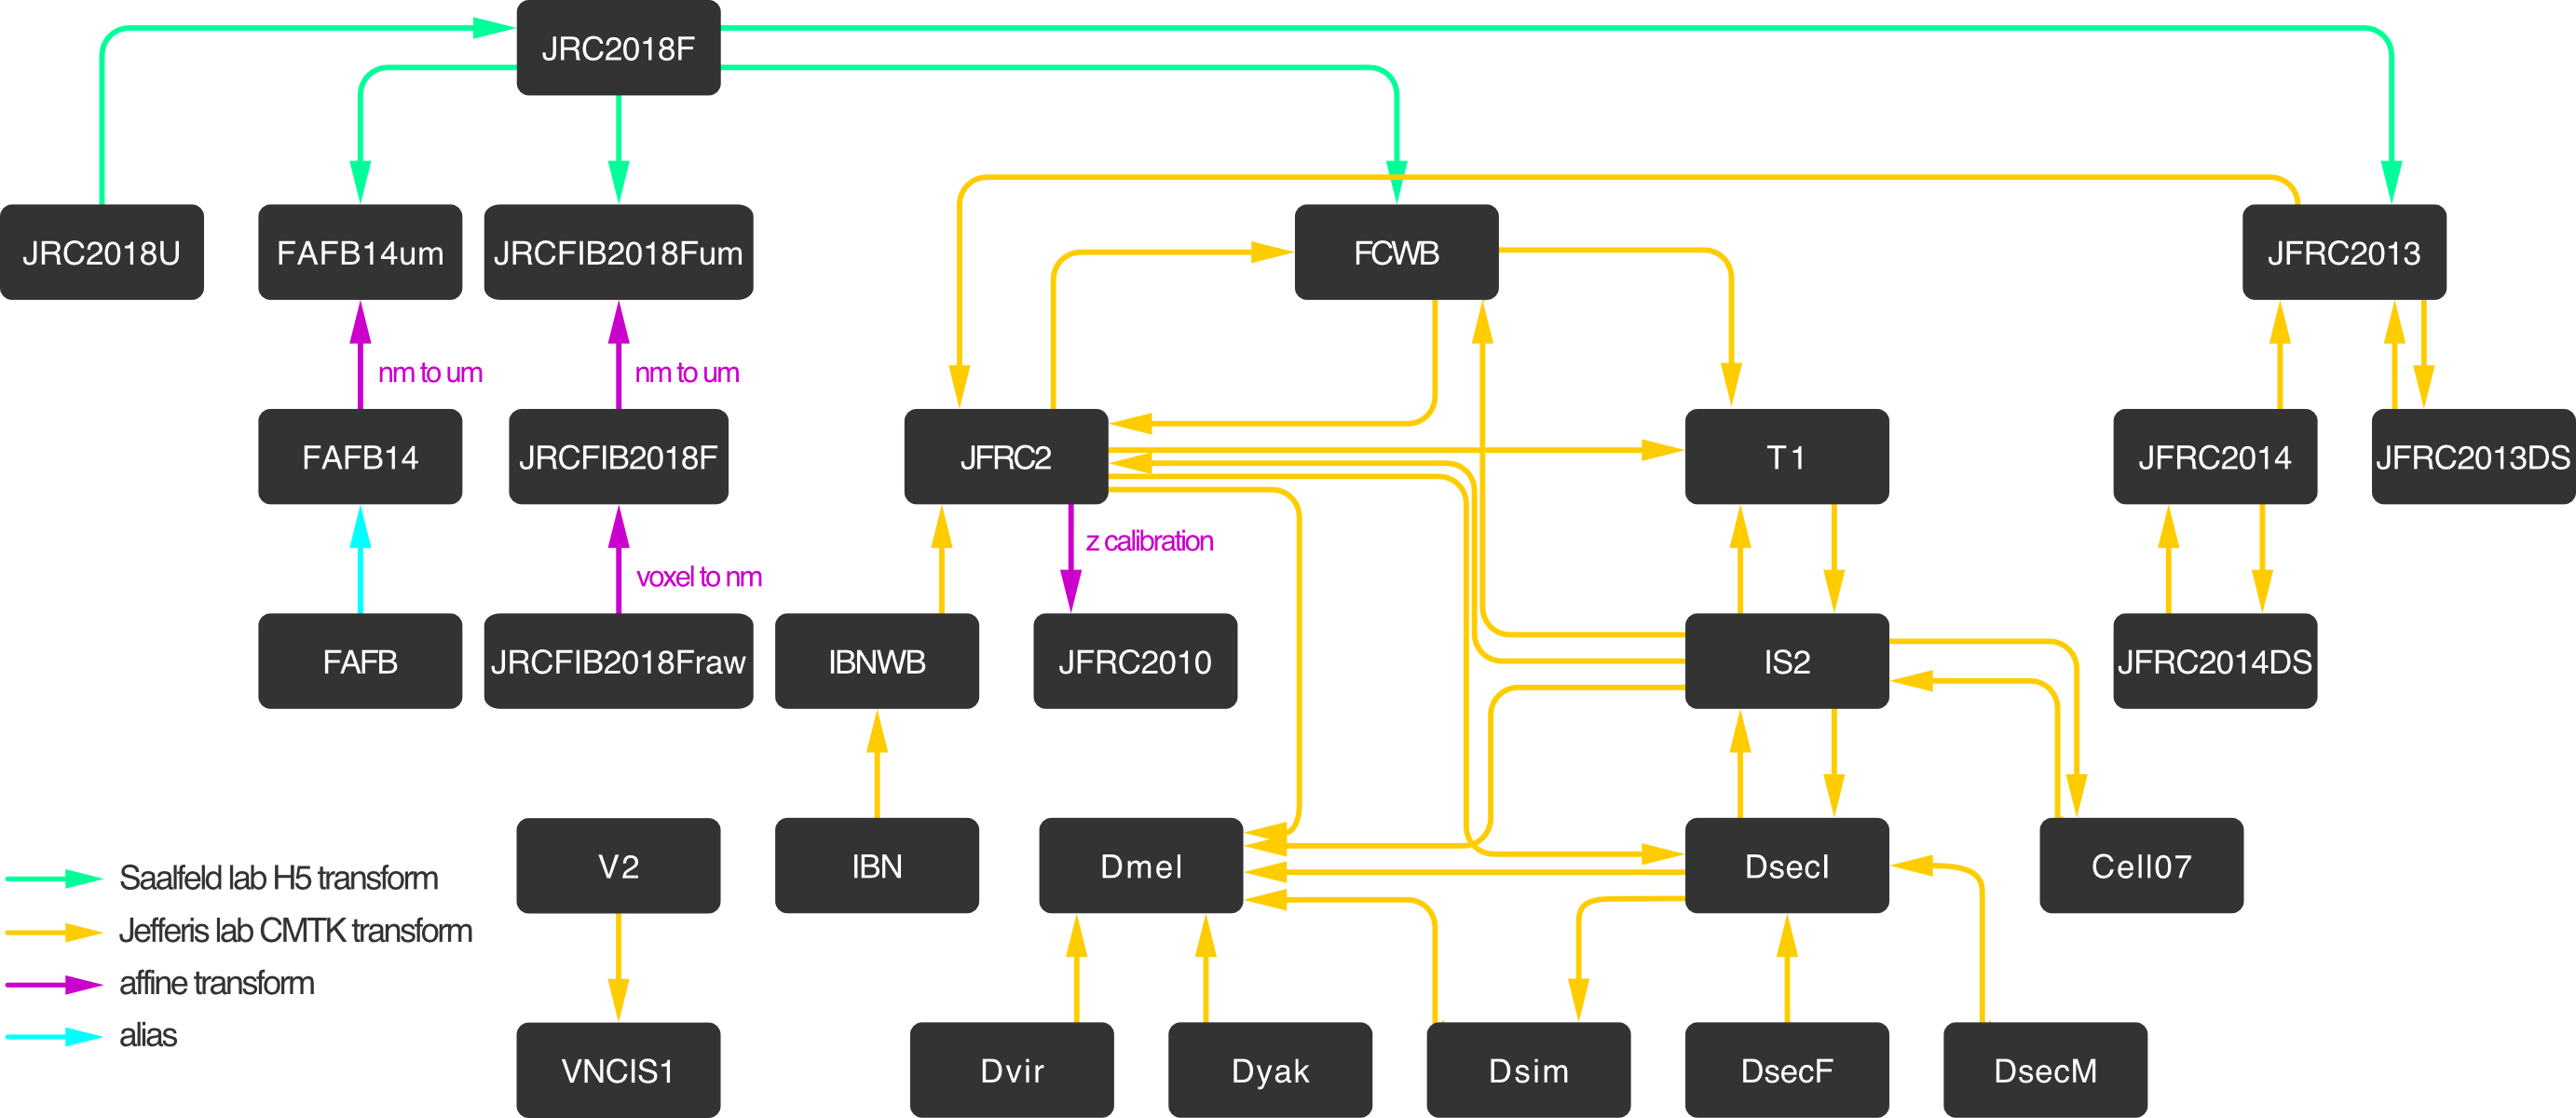 JRC2018F
JRC2018U
FAFB14um
JRCFIB2018Fum
FCWB
JFRC2013
nm to um
nm to um
FAFB14
JRCFIB2018F
JFRC2
T1
JFRC2014
JFRC2013DS
z calibration
voxel to nm
FAFB
JRCFIB2018Fraw
IBNWB
JFRC2010
IS2
JFRC2014DS
V2
IBN
Dmel
DsecI
Cell07
Saalfeld lab H5 transform
Jefferis lab CMTK transform
affine transform
alias
VNCIS1
Dvir
Dyak
Dsim
DsecF
DsecM